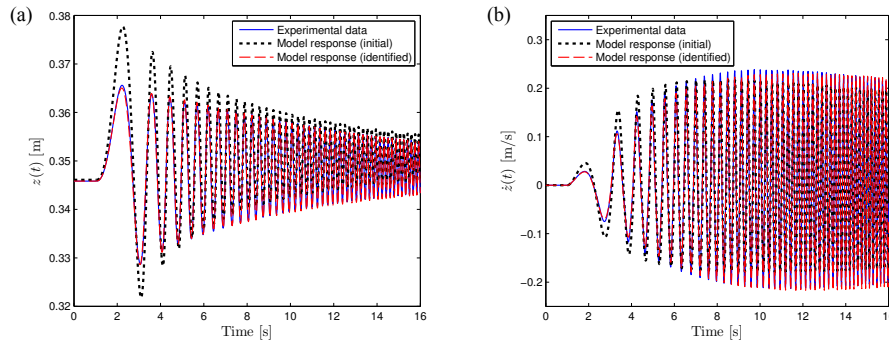 (a)
0.38
0.37
0.36
0.35
0.34
0.33
0.32
z(t) [m]
Experimental data
Model response (initial)
Model response (identified)
0 2 4 6 8 10 12 14 16
Time [s]
(b)
0.3
0.2
0.1
0
−0.1
−0.2
ż(t) [m/s]
Experimental data
Model response (initial)
Model response (identified)
0 2 4 6 8 10 12 14 16
Time [s]